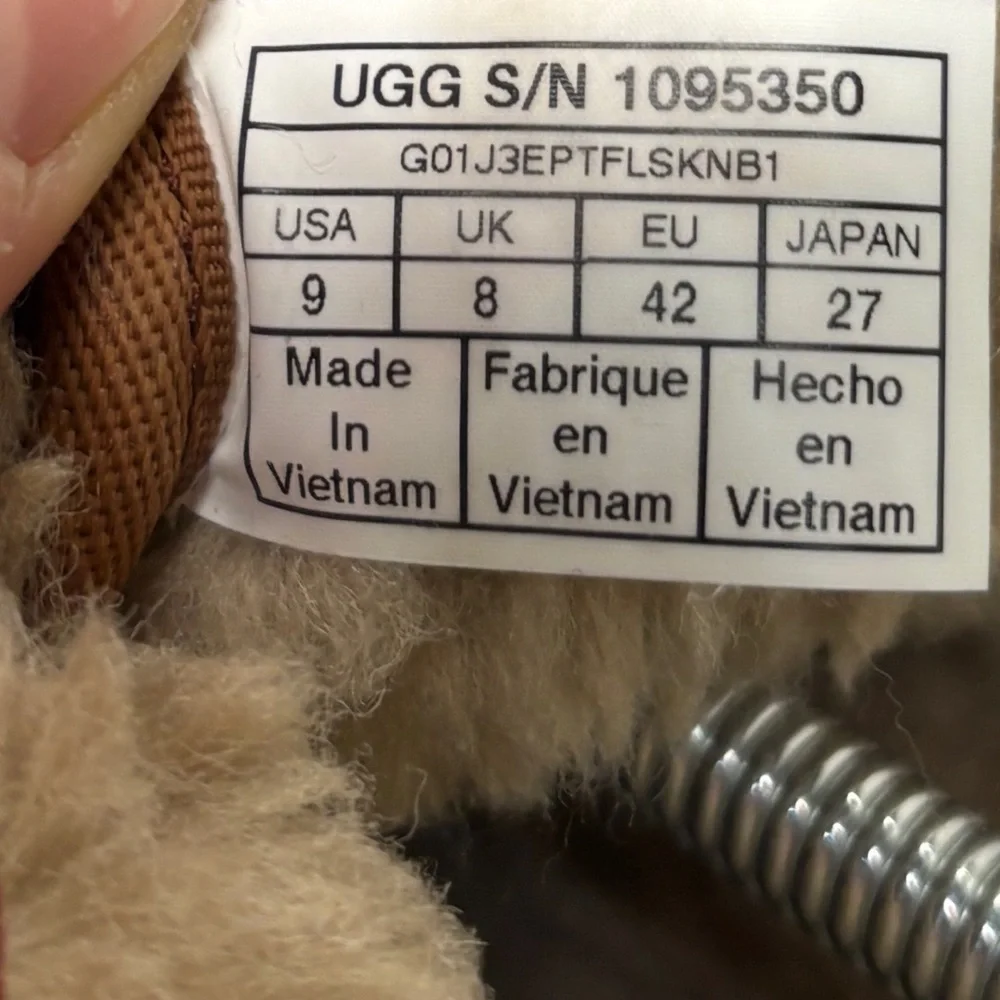 UGG S/N 1095350
G01J3EPTFLSKNB1
USA UK EU JAPAN
9 8 42 27
Made
In
Vietnam
Fabrique
en
Vietnam
Hecho
en
Vietnam